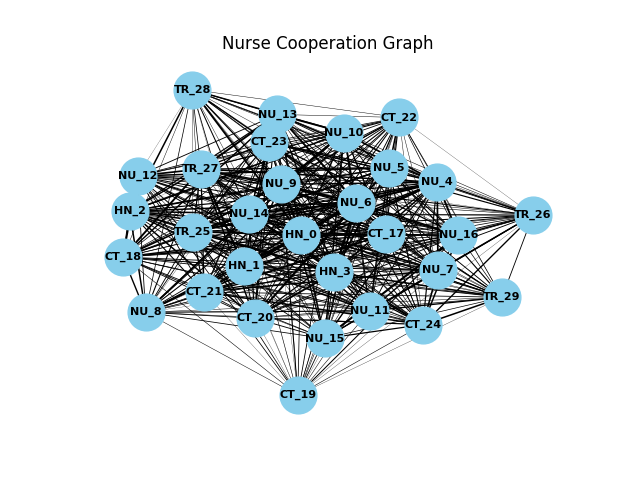 Nurse Cooperation Graph
TR_28
NU_13
CT_22
NU_10
CT_23
NU_5
TR_27
NU_12
NU_9
NU_4
NU_6
HN_2
NU_14
TR_26
TR_25
HN_0
CT_17
NU_16
CT_18
HN_1
HN_3
NU_7
CT_21
TR_29
NU_8
NU_11
CT_20
CT_24
NU_15
CT_19